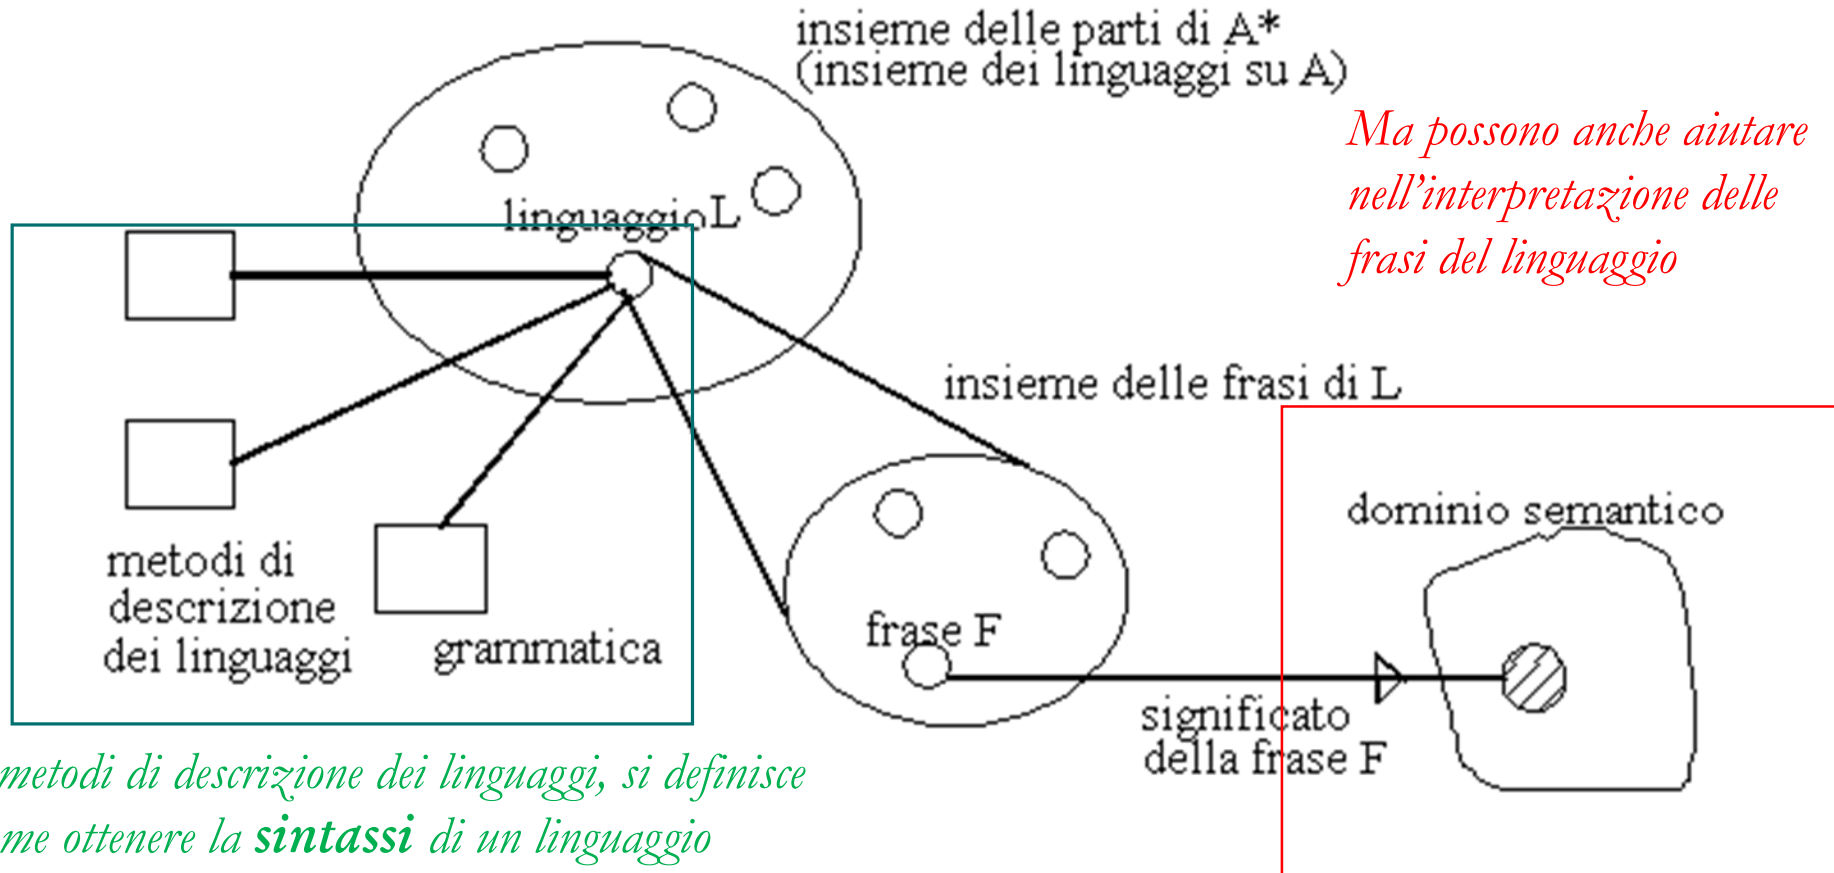 insieme delle parti di A*
(insieme dei linguaggi su A)
Ma possono anche aiutare
nell’interpretazione delle
frasi del linguaggio
linguaggio L
insieme delle frasi di L
dominio semantico
metodi di
descrizione
dei linguaggi
grammatica
frase F
significato
della frase F
metodi di descrizione dei linguaggi, si definisce
me ottenere la sintassi di un linguaggio